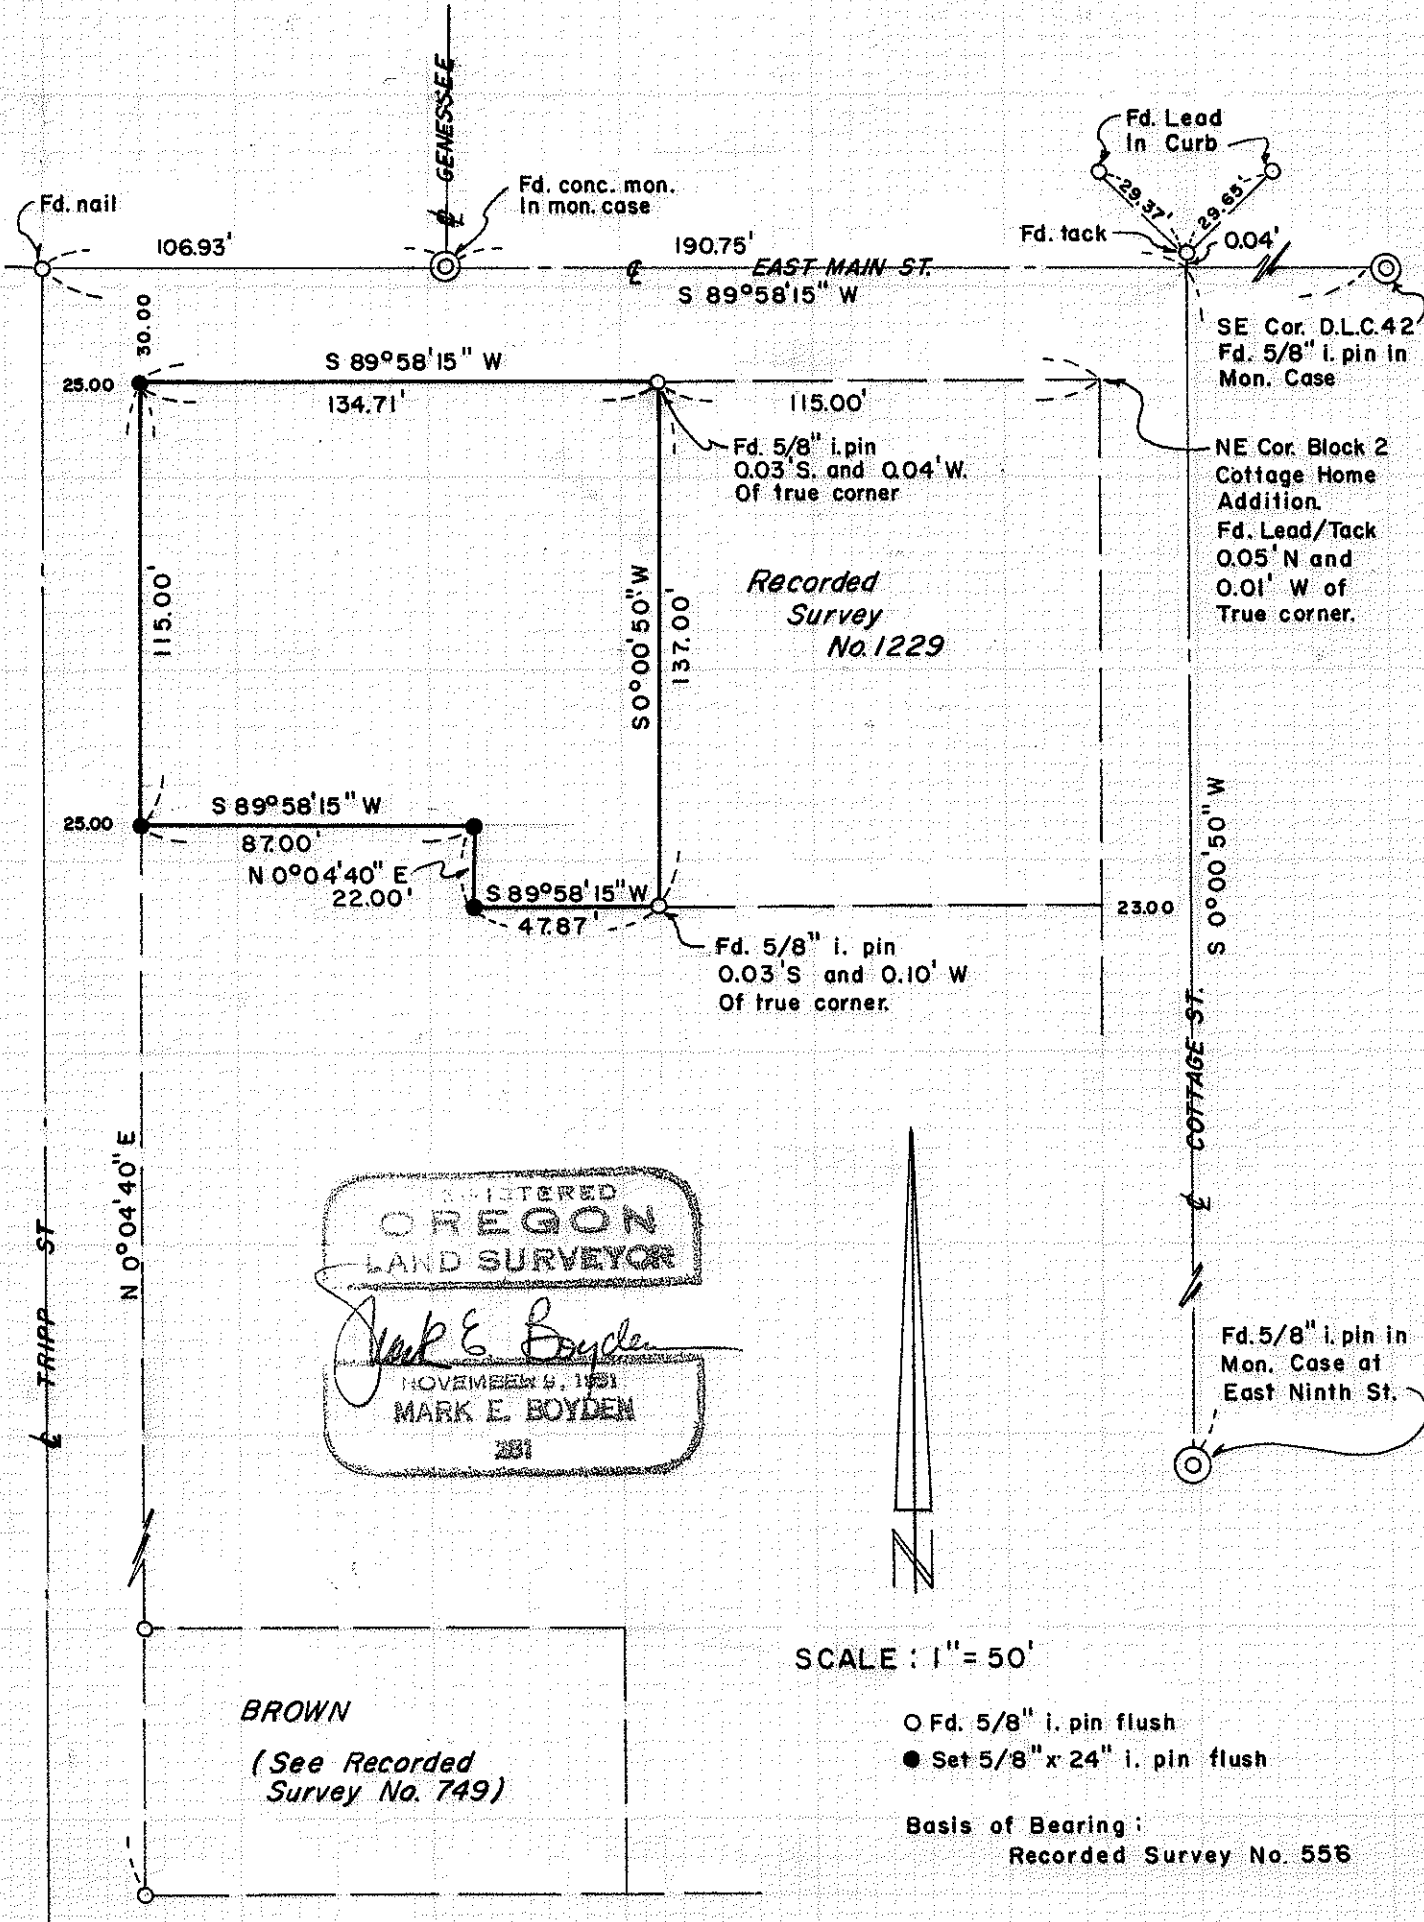 GENESSEE
Fd. Lead
In Curb
Fd. conc. mon.
In mon. case
Fd. nail
29.37'
29.65'
106.93'
190.75'
Fd. tack
0.04'
℄
EAST MAIN ST.
S 89°58'15" W
30.00
SE Cor. D.L.C. 42
Fd. 5/8" i. pin in
Mon. Case
25.00
S 89°58'15" W
134.71'
115.00'
Fd. 5/8" i. pin
0.03'S. and 0.04'W.
Of true corner
NE Cor. Block 2
Cottage Home
Addition.
Fd. Lead/Tack
0.05' N and
0.01' W of
True corner.
115.00'
S 0°00'50" W
137.00'
Recorded
Survey
No. 1229
25.00
S 89°58'15" W
87.00'
N 0°04'40" E
22.00'
S 89°58'15" W
47.87'
23.00
S 0°00'50" W
Fd. 5/8" i. pin
0.03'S and 0.10' W
Of true corner.
℄ COTTAGE ST.
N 0°04'40" E
℄ TRIPP ST
OREGON
LAND SURVEYOR
Mark E. Boyden
MARK E. BOYDEN
281
Fd. 5/8" i. pin in
Mon. Case at
East Ninth St.
N
SCALE : 1" = 50'
BROWN
(See Recorded
Survey No. 749)
O Fd. 5/8" i. pin flush
● Set 5/8" x 24" i. pin flush
Basis of Bearing :
Recorded Survey No. 556